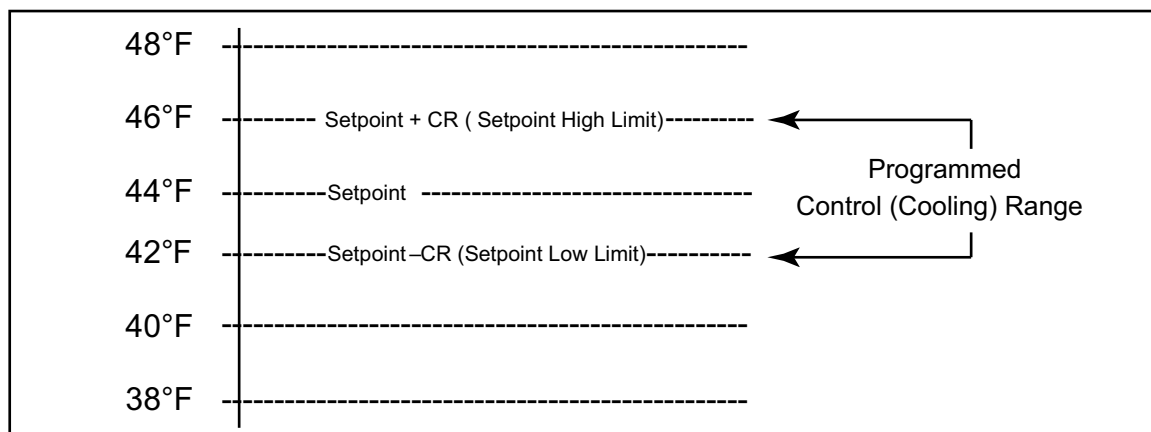 48°F
46°F Setpoint + CR ( Setpoint High Limit)
44°F Setpoint
42°F Setpoint –CR (Setpoint Low Limit)
40°F
38°F
Programmed
Control (Cooling) Range